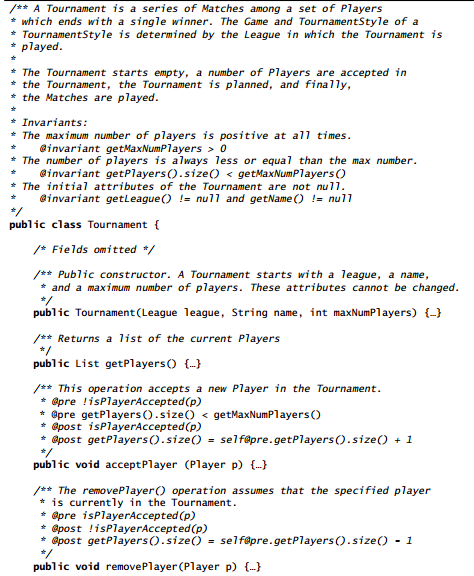 /** A Tournament is a series of Matches among a set of Players
* which ends with a single winner. The Game and TournamentStyle of a
* TournamentStyle is determined by the League in which the Tournament is
* played.
*
* The Tournament starts empty, a number of Players are accepted in
* the Tournament, the Tournament is planned, and finally,
* the Matches are played.
*
* Invariants:
* The maximum number of players is positive at all times.
* @invariant getMaxNumPlayers > 0
* The number of players is always less or equal than the max number.
* @invariant getPlayers().size() < getMaxNumPlayers()
* The initial attributes of the Tournament are not null.
* @invariant getLeague() != null and getName() != null
*/
public class Tournament {
/* Fields omitted */
/** Public constructor. A Tournament starts with a league, a name,
* and a maximum number of players. These attributes cannot be changed.
*/
public Tournament(League league, String name, int maxNumPlayers) {…}
/** Returns a list of the current Players
*/
public List getPlayers() {…}
/** This operation accepts a new Player in the Tournament.
* @pre !isPlayerAccepted(p)
* @pre getPlayers().size() < getMaxNumPlayers()
* @post isPlayerAccepted(p)
* @post getPlayers().size() = self@pre.getPlayers().size() + 1
*/
public void acceptPlayer (Player p) {…}
/** The removePlayer() operation assumes that the specified player
* is currently in the Tournament.
* @pre isPlayerAccepted(p)
* @post !isPlayerAccepted(p)
* @post getPlayers().size() = self@pre.getPlayers().size() - 1
*/
public void removePlayer(Player p) {…}